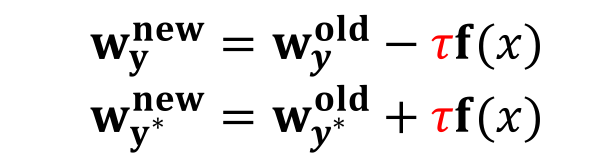 𝐰_𝐲^𝐧𝐞𝐰 = 𝐰_𝑦^𝐨𝐥𝐝 − 𝜏𝐟(𝑥)
𝐰_𝐲*^𝐧𝐞𝐰 = 𝐰_𝑦*^𝐨𝐥𝐝 + 𝜏𝐟(𝑥)